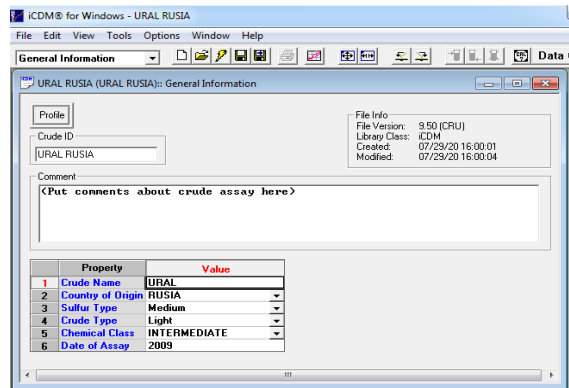 iCDM® for Windows - URAL RUSIA
File Edit View Tools Options Window Help
General Information
Data
URAL RUSIA (URAL RUSIA):: General Information
Profile
Crude ID
URAL RUSIA
File Info
File Version: 9.50 (CRU)
Library Class: iCDM
Created: 07/29/20 16:00:01
Modified: 07/29/20 16:00:04
Comment
(Put comments about crude assay here)
Property Value
1 Crude Name URAL
2 Country of Origin RUSIA
3 Sulfur Type Medium
4 Crude Type Light
5 Chemical Class INTERMEDIATE
6 Date of Assay 2009